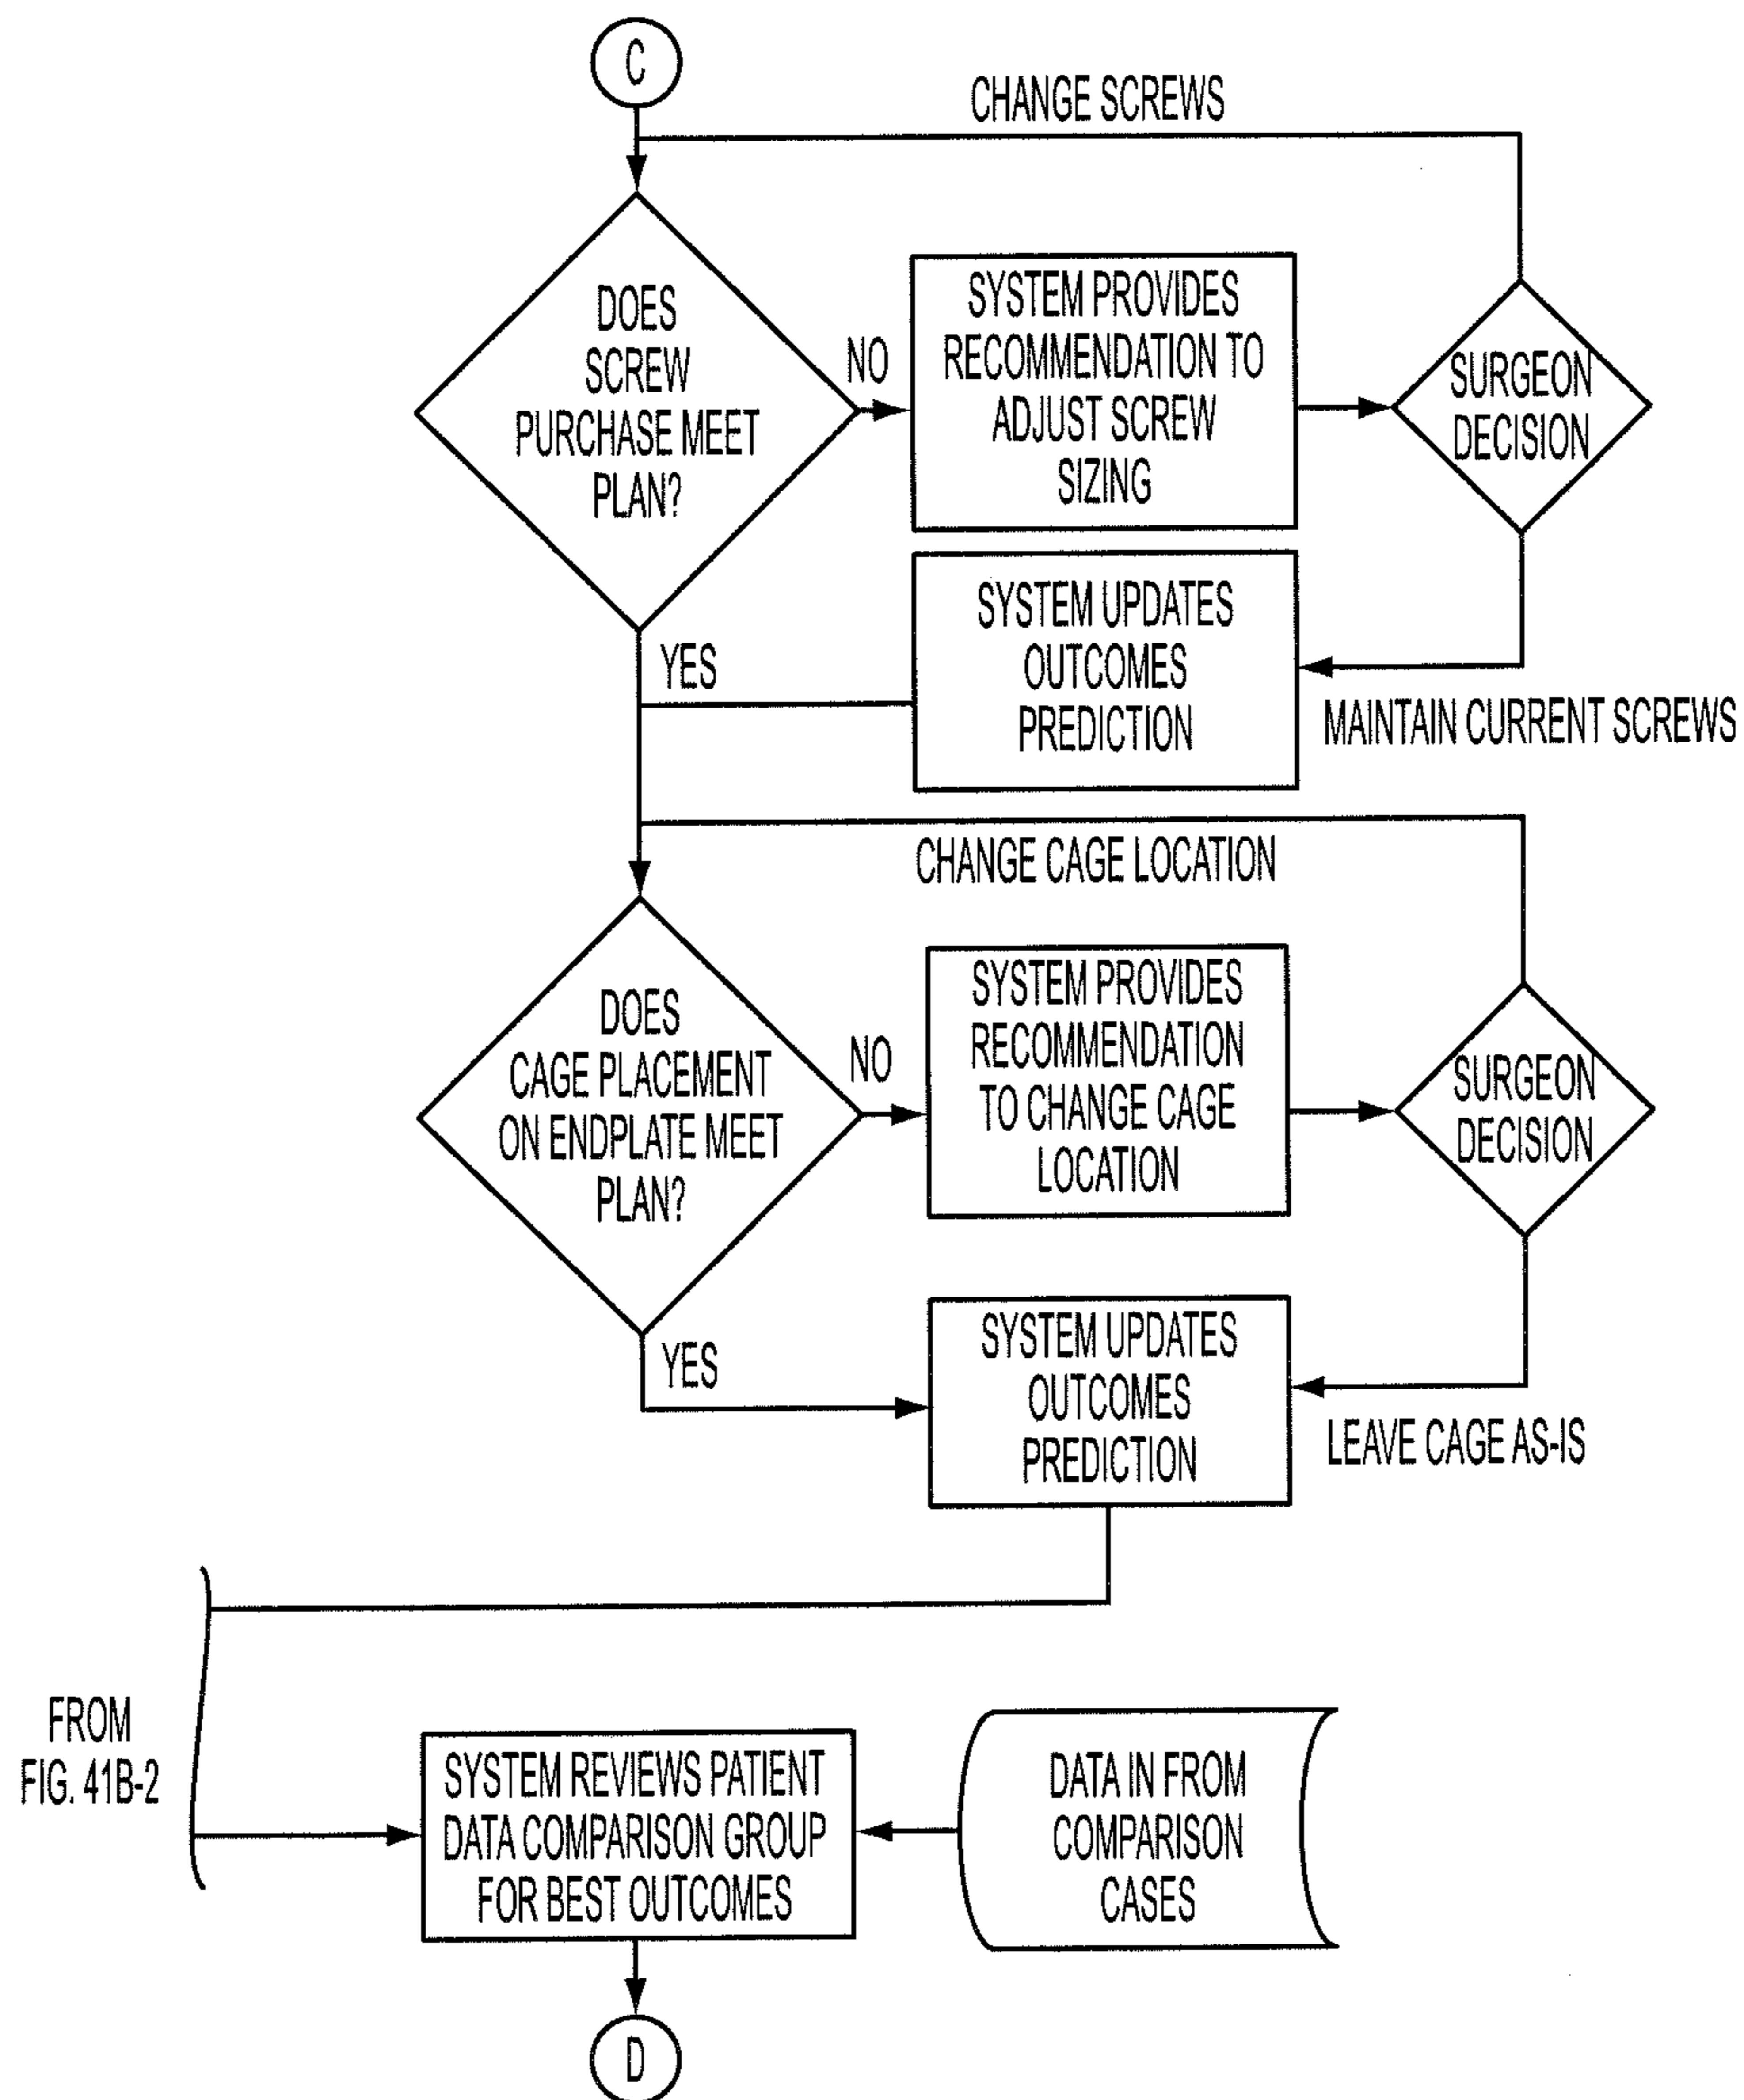 C
CHANGE SCREWS
DOES
SCREW
PURCHASE MEET
PLAN?
NO
SYSTEM PROVIDES
RECOMMENDATION TO
ADJUST SCREW
SIZING
SURGEON
DECISION
YES
SYSTEM UPDATES
OUTCOMES
PREDICTION
MAINTAIN CURRENT SCREWS
CHANGE CAGE LOCATION
DOES
CAGE PLACEMENT
ON ENDPLATE MEET
PLAN?
NO
SYSTEM PROVIDES
RECOMMENDATION
TO CHANGE CAGE
LOCATION
SURGEON
DECISION
YES
SYSTEM UPDATES
OUTCOMES
PREDICTION
LEAVE CAGE AS-IS
FROM
FIG. 41B-2
SYSTEM REVIEWS PATIENT
DATA COMPARISON GROUP
FOR BEST OUTCOMES
DATA IN FROM
COMPARISON
CASES
D